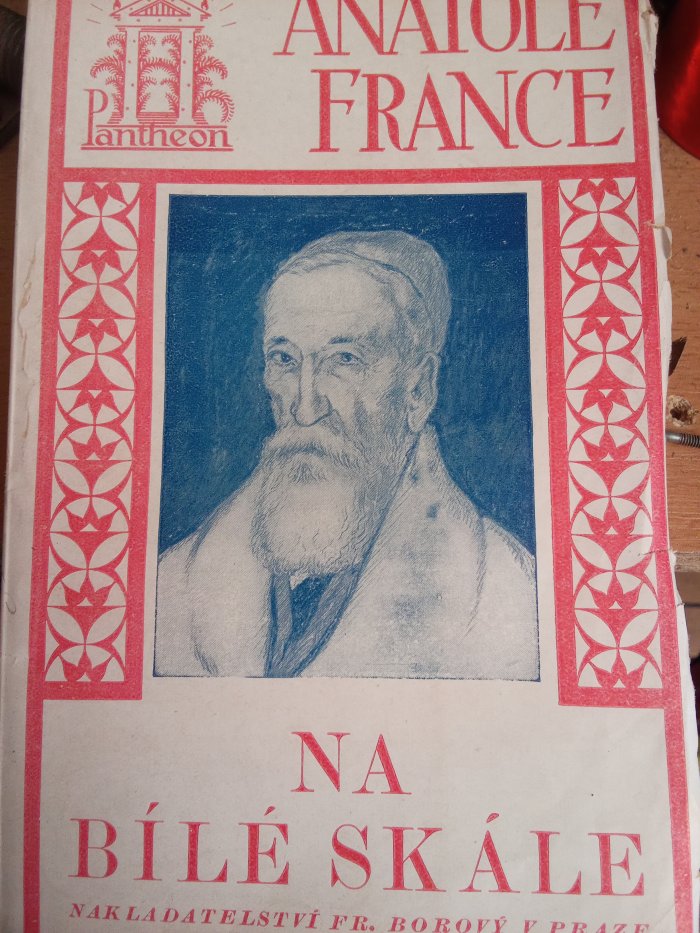 Pantheon
ANATOLE
FRANCE
NA
BÍLÉ SKÁLE
NAKLADATELSTVÍ FR. BOROVÝ V PRAZE